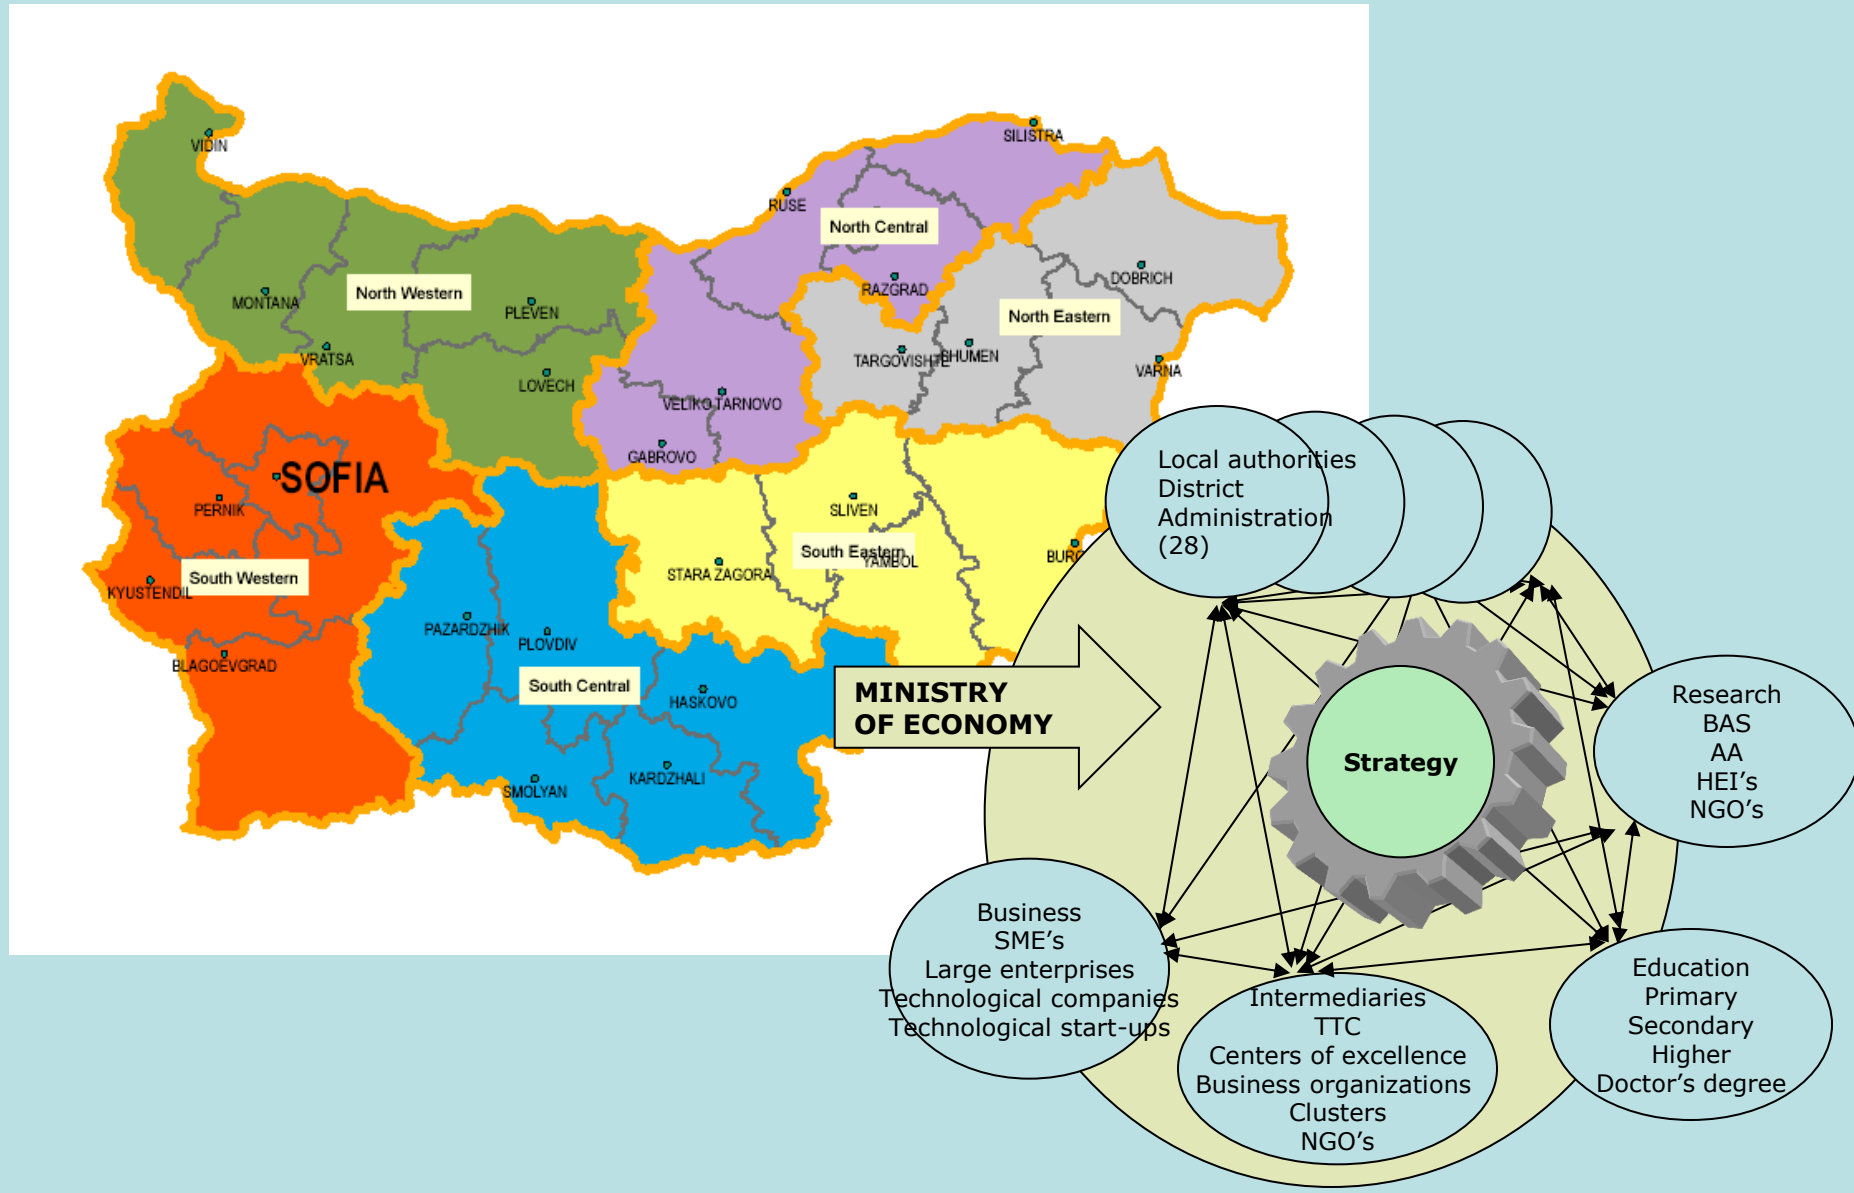 VIDIN
SILISTRA
RUSE
North Central
DOBRICH
RAZGRAD
North Western
MONTANA
PLEVEN
North Eastern
VRATSA
TARGOVISHTE
SHUMEN
VARNA
LOVECH
VELIKO TARNOVO
GABROVO
SOFIA
PERNIK
SLIVEN
South Eastern
YAMBOL
BURG
STARA ZAGORA
South Western
KYUSTENDIL
PAZARDZHIK
PLOVDIV
BLAGOEVGRAD
South Central
HASKOVO
KARDZHALI
SMOLYAN
Local authorities
District
Administration
(28)
MINISTRY
OF ECONOMY
Strategy
Research
BAS
AA
HEI's
NGO's
Business
SME's
Large enterprises
Technological companies
Technological start-ups
Intermediaries
TTC
Centers of excellence
Business organizations
Clusters
NGO's
Education
Primary
Secondary
Higher
Doctor's degree